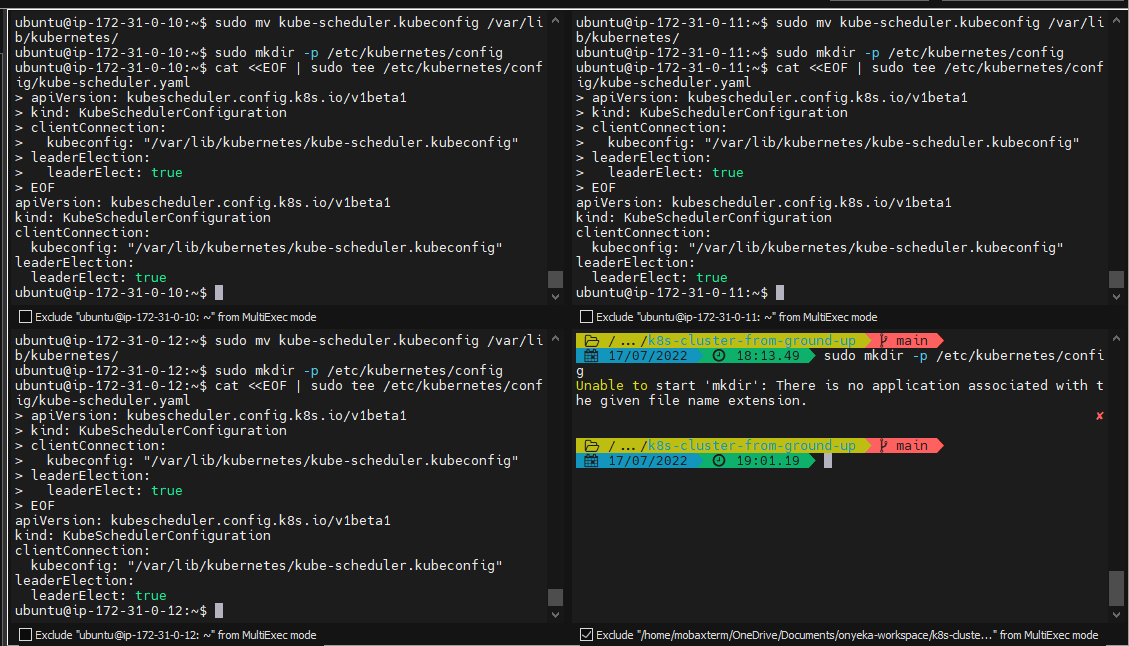 ubuntu@ip-172-31-0-10:~$ sudo mv kube-scheduler.kubeconfig /var/li
b/kubernetes/
ubuntu@ip-172-31-0-10:~$ sudo mkdir -p /etc/kubernetes/config
ubuntu@ip-172-31-0-10:~$ cat <<EOF | sudo tee /etc/kubernetes/conf
ig/kube-scheduler.yaml
> apiVersion: kubescheduler.config.k8s.io/v1beta1
> kind: KubeSchedulerConfiguration
> clientConnection:
>   kubeconfig: "/var/lib/kubernetes/kube-scheduler.kubeconfig"
> leaderElection:
>   leaderElect: true
> EOF
apiVersion: kubescheduler.config.k8s.io/v1beta1
kind: KubeSchedulerConfiguration
clientConnection:
  kubeconfig: "/var/lib/kubernetes/kube-scheduler.kubeconfig"
leaderElection:
  leaderElect: true
ubuntu@ip-172-31-0-10:~$
Exclude "ubuntu@ip-172-31-0-10: ~" from MultiExec mode
ubuntu@ip-172-31-0-11:~$ sudo mv kube-scheduler.kubeconfig /var/li
b/kubernetes/
ubuntu@ip-172-31-0-11:~$ sudo mkdir -p /etc/kubernetes/config
ubuntu@ip-172-31-0-11:~$ cat <<EOF | sudo tee /etc/kubernetes/conf
ig/kube-scheduler.yaml
> apiVersion: kubescheduler.config.k8s.io/v1beta1
> kind: KubeSchedulerConfiguration
> clientConnection:
>   kubeconfig: "/var/lib/kubernetes/kube-scheduler.kubeconfig"
> leaderElection:
>   leaderElect: true
> EOF
apiVersion: kubescheduler.config.k8s.io/v1beta1
kind: KubeSchedulerConfiguration
clientConnection:
  kubeconfig: "/var/lib/kubernetes/kube-scheduler.kubeconfig"
leaderElection:
  leaderElect: true
ubuntu@ip-172-31-0-11:~$
Exclude "ubuntu@ip-172-31-0-11: ~" from MultiExec mode
ubuntu@ip-172-31-0-12:~$ sudo mv kube-scheduler.kubeconfig /var/li
b/kubernetes/
ubuntu@ip-172-31-0-12:~$ sudo mkdir -p /etc/kubernetes/config
ubuntu@ip-172-31-0-12:~$ cat <<EOF | sudo tee /etc/kubernetes/conf
ig/kube-scheduler.yaml
> apiVersion: kubescheduler.config.k8s.io/v1beta1
> kind: KubeSchedulerConfiguration
> clientConnection:
>   kubeconfig: "/var/lib/kubernetes/kube-scheduler.kubeconfig"
> leaderElection:
>   leaderElect: true
> EOF
apiVersion: kubescheduler.config.k8s.io/v1beta1
kind: KubeSchedulerConfiguration
clientConnection:
  kubeconfig: "/var/lib/kubernetes/kube-scheduler.kubeconfig"
leaderElection:
  leaderElect: true
ubuntu@ip-172-31-0-12:~$
Exclude "ubuntu@ip-172-31-0-12: ~" from MultiExec mode
/ … /k8s-cluster-from-ground-up main
17/07/2022 18:13.49 sudo mkdir -p /etc/kubernetes/confi
g
Unable to start 'mkdir': There is no application associated with t
he given file name extension.
✘
/ … /k8s-cluster-from-ground-up main
17/07/2022 19:01.19
Exclude "/home/mobaxterm/OneDrive/Documents/onyeka-workspace/k8s-cluste..." from MultiExec mode